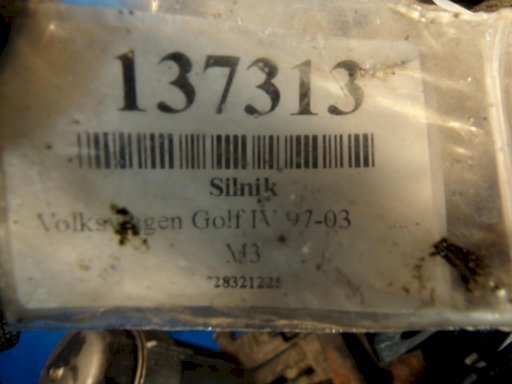 137313
Silnik
Volkswagen Golf IV 97-03
M3
728321225